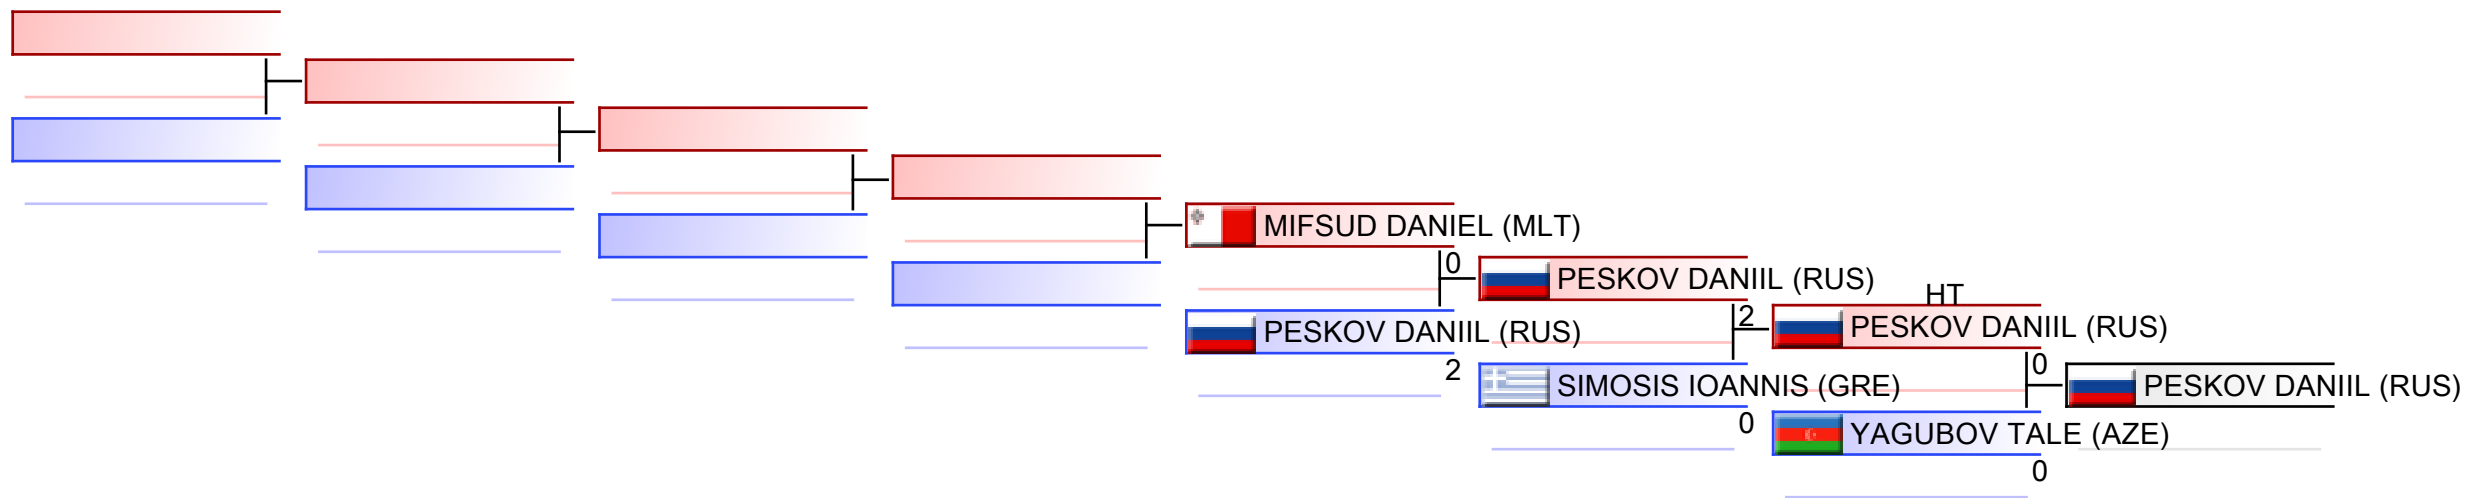 MIFSUD DANIEL (MLT)
0
PESKOV DANIIL (RUS)
2
PESKOV DANIIL (RUS)
2
SIMOSIS IOANNIS (GRE)
0
HT
PESKOV DANIIL (RUS)
0
YAGUBOV TALE (AZE)
0
PESKOV DANIIL (RUS)